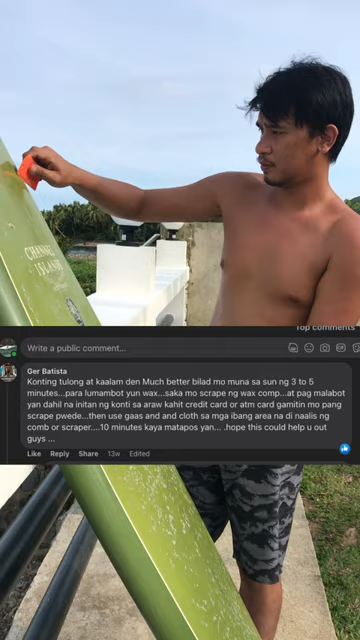 CHANNEL
ISLANDS
Top comments
Write a public comment...
Ger Batista
Konting tulong at kaalam den Much better bilad mo muna sa sun ng 3 to 5
minutes...para lumambot yun wax...saka mo scrape ng wax comp...at pag malabot
yan dahil na initan ng konti sa araw kahit credit card or atm card gamitin mo pang
scrape pwede...then use gaas and and cloth sa mga ibang area na di naalis ng
comb or scraper....10 minutes kaya matapos yan... .hope this could help u out
guys ...
Like Reply Share 13w Edited